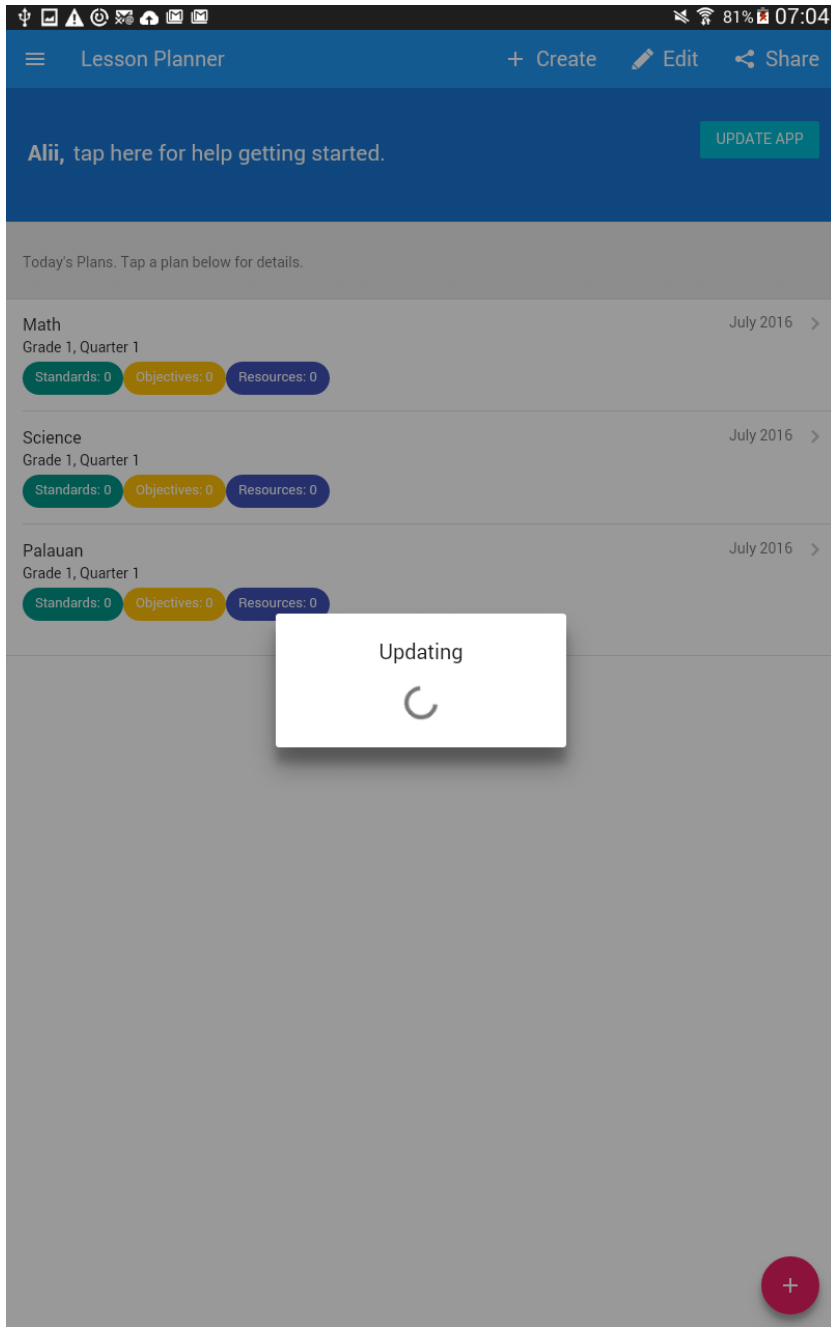 81% 07:04
Lesson Planner + Create Edit Share
Alii, tap here for help getting started.
UPDATE APP
Today's Plans. Tap a plan below for details.
Math
July 2016
Grade 1, Quarter 1
Standards: 0 Objectives: 0 Resources: 0
Science
July 2016
Grade 1, Quarter 1
Standards: 0 Objectives: 0 Resources: 0
Palauan
July 2016
Grade 1, Quarter 1
Standards: 0 Objectives: 0 Resources: 0
Updating
+